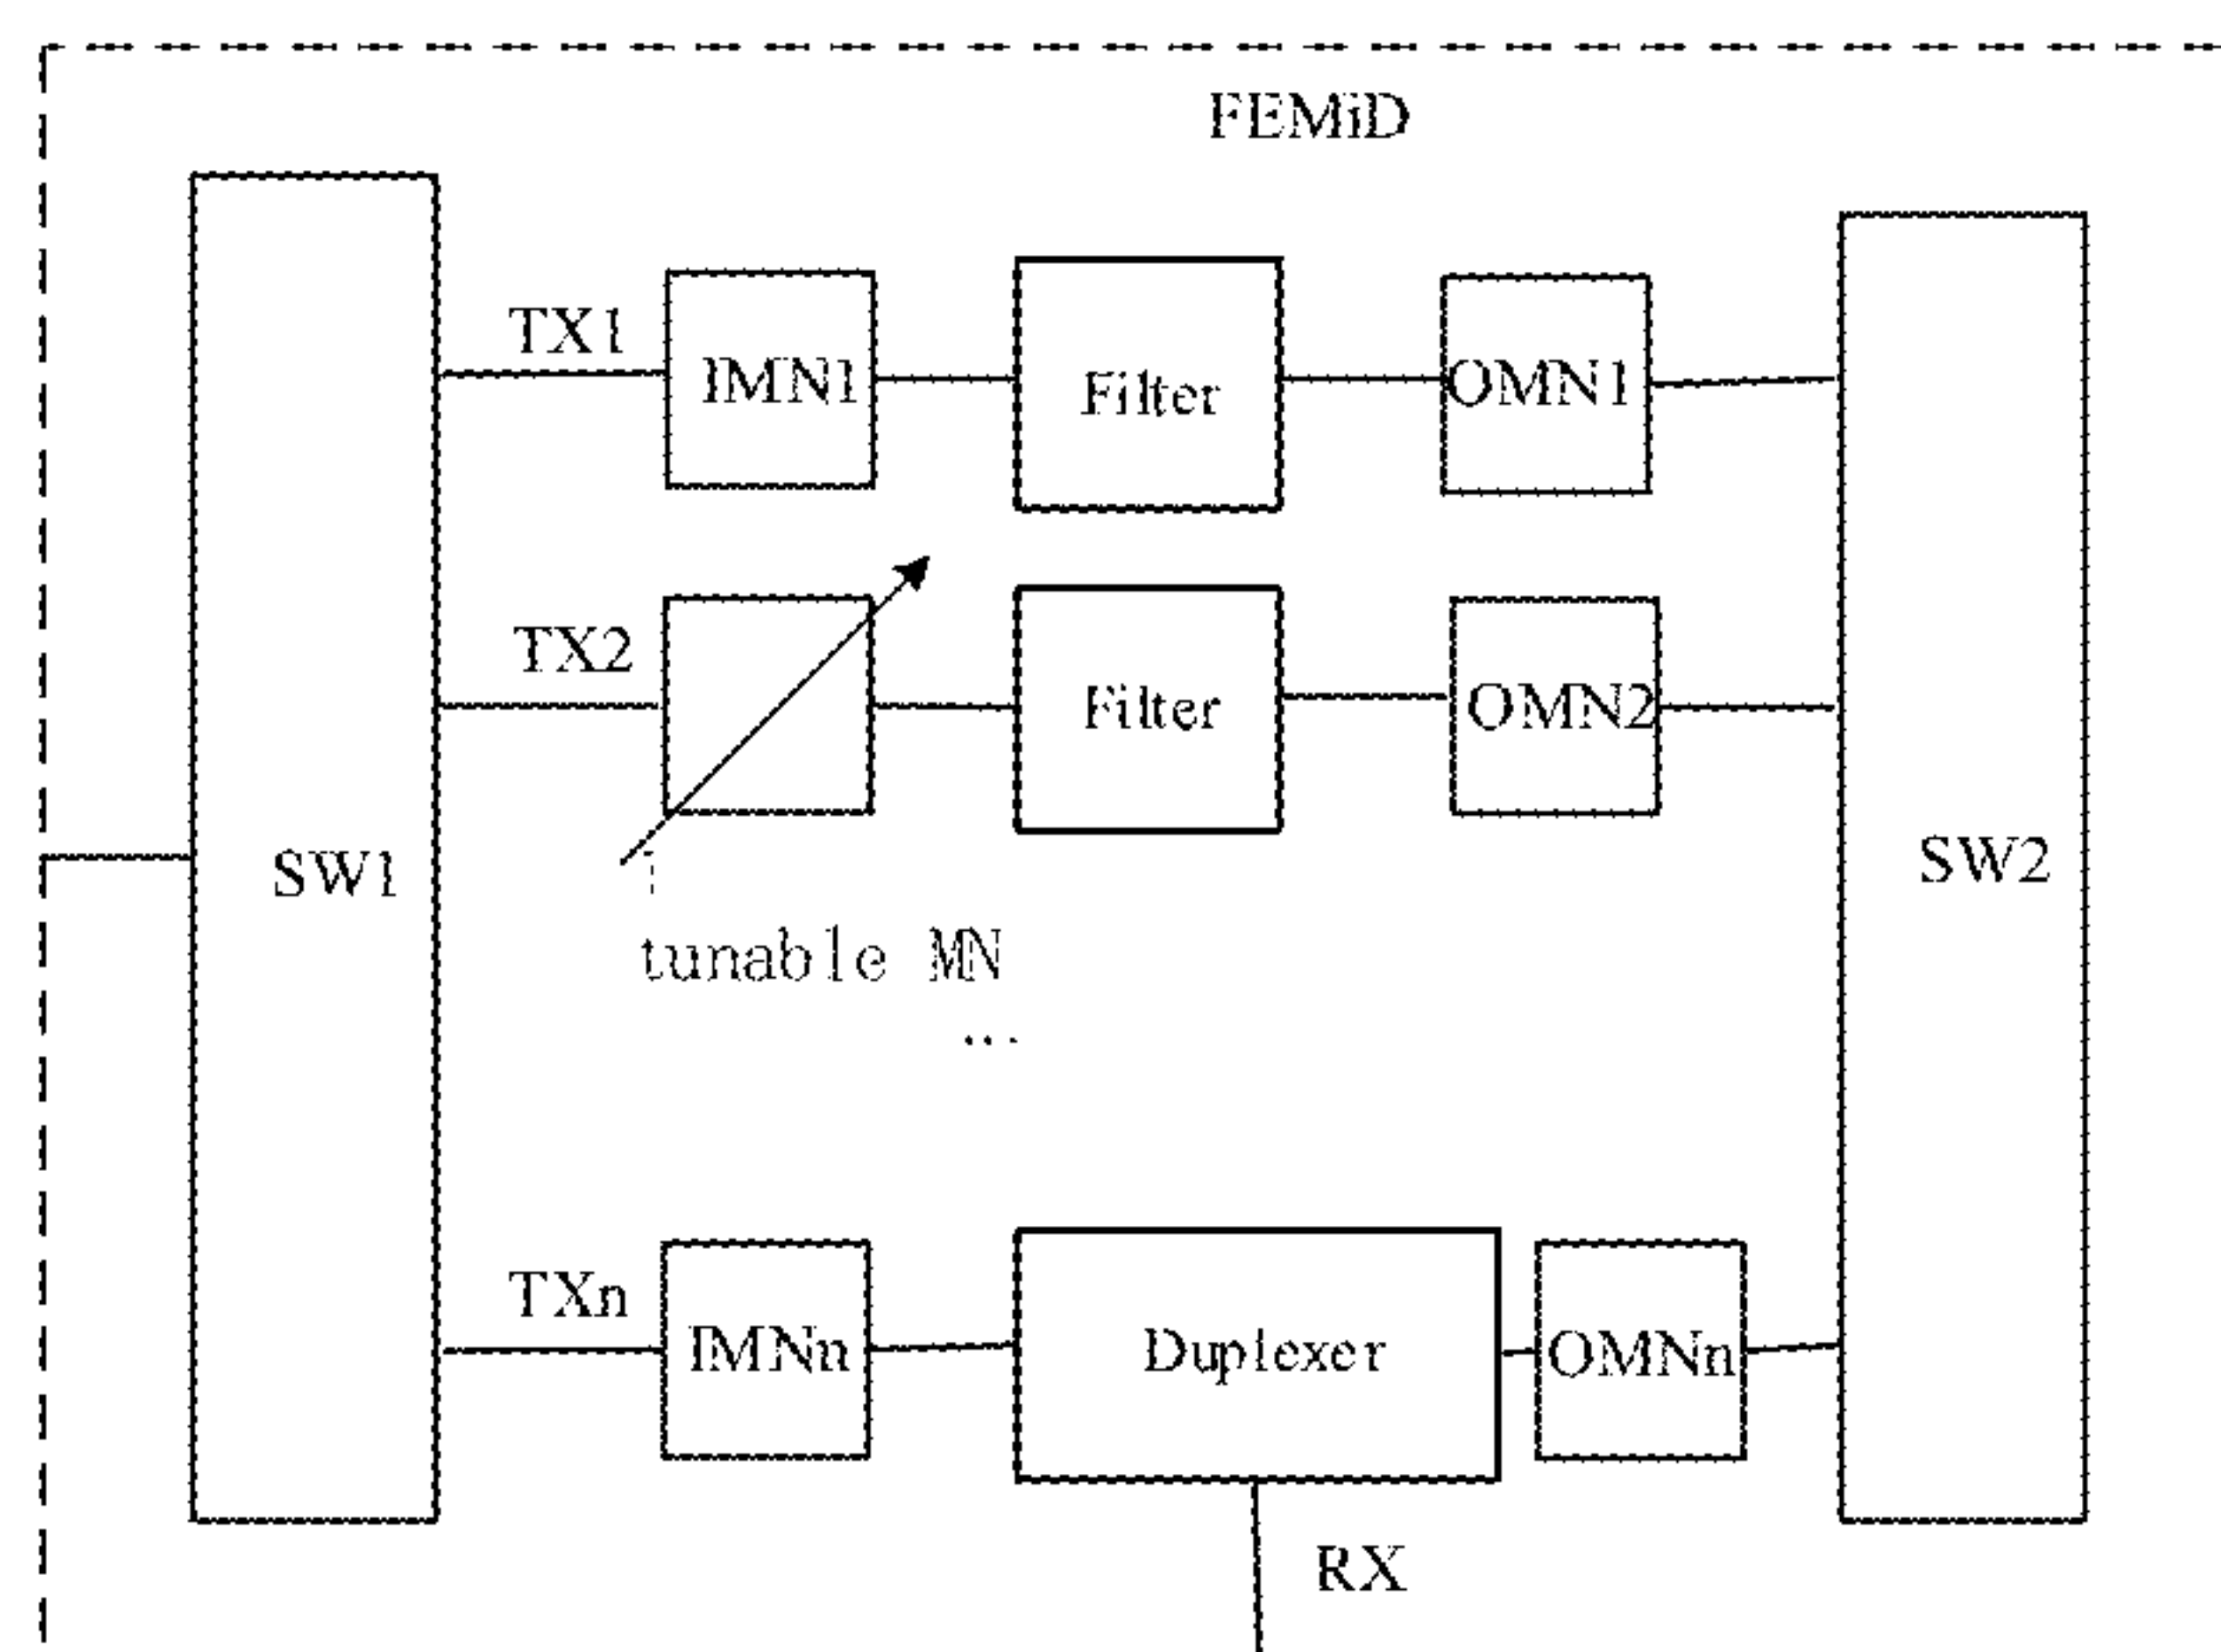 FEMiD
TX1
IMN1
Filter
OMN1
TX2
Filter
OMN2
SW1
SW2
tunable MN
...
TXn
IMNn
Duplexer
OMNn
RX